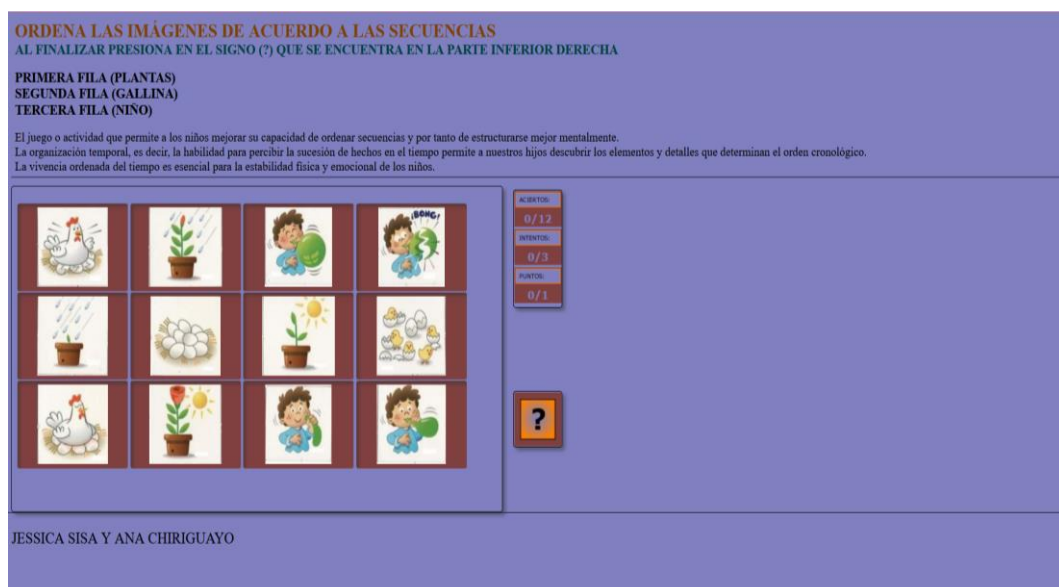 ORDENA LAS IMÁGENES DE ACUERDO A LAS SECUENCIAS
AL FINALIZAR PRESIONA EN EL SIGNO (?) QUE SE ENCUENTRA EN LA PARTE INFERIOR DERECHA
PRIMERA FILA (PLANTAS)
SEGUNDA FILA (GALLINA)
TERCERA FILA (NIÑO)
El juego o actividad que permite a los niños mejorar su capacidad de ordenar secuencias y por tanto de estructurarse mejor mentalmente.
La organización temporal, es decir, la habilidad para percibir la sucesión de hechos en el tiempo permite a nuestros hijos descubrir los elementos y detalles que determinan el orden cronológico.
La vivencia ordenada del tiempo es esencial para la estabilidad física y emocional de los niños.
¡BONG!
ACIERTOS:
0/12
INTENTOS:
0/3
PUNTOS:
0/1
?
JESSICA SISA Y ANA CHIRIGUAYO